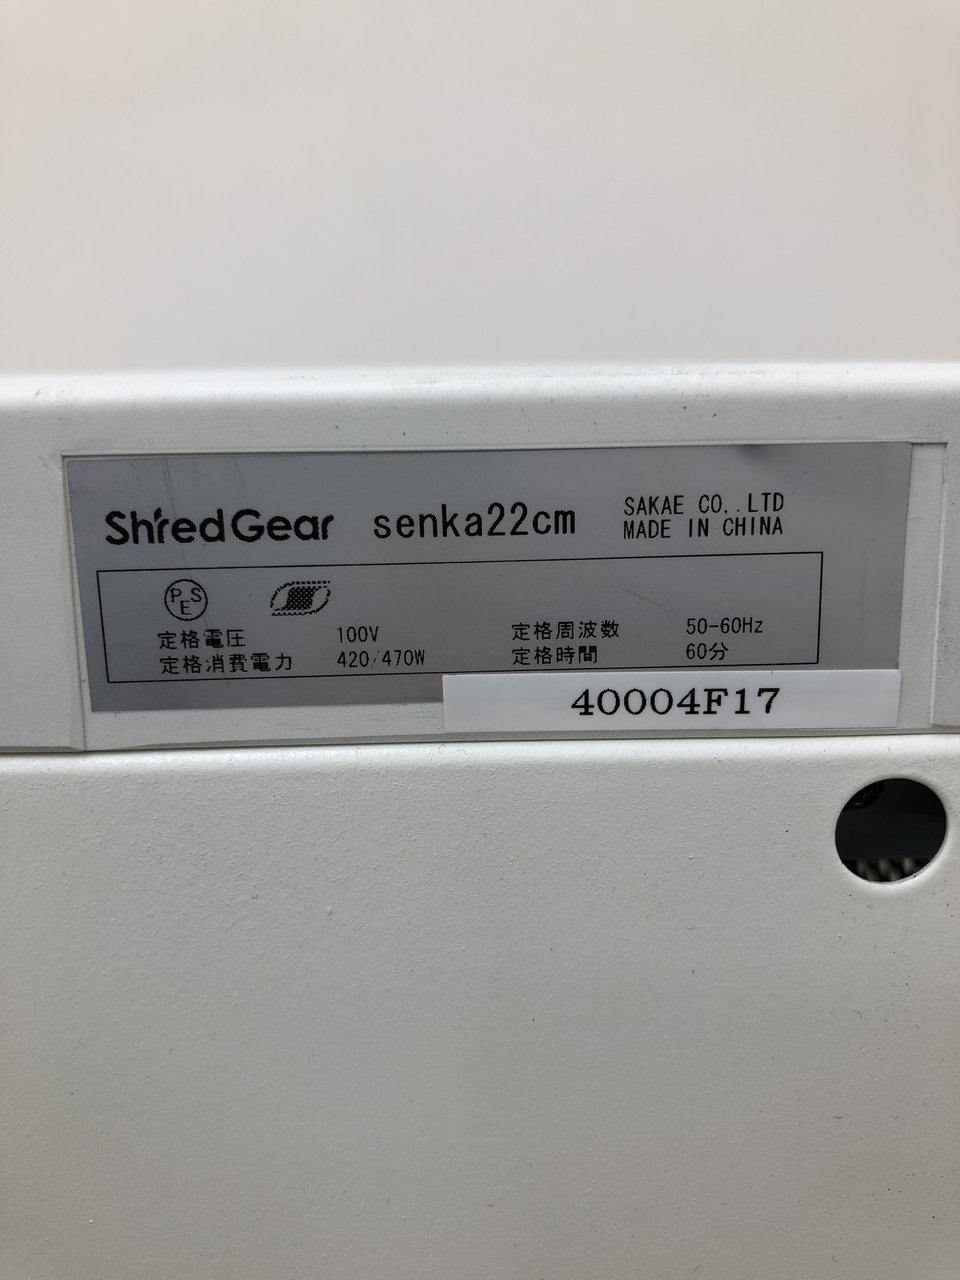 ShredGear senka22cm SAKAE CO,.LTD
MADE IN CHINA
PSE
定格電圧 100V 定格周波数 50-60Hz
定格消費電力 420/470W 定格時間 60分
40004F17